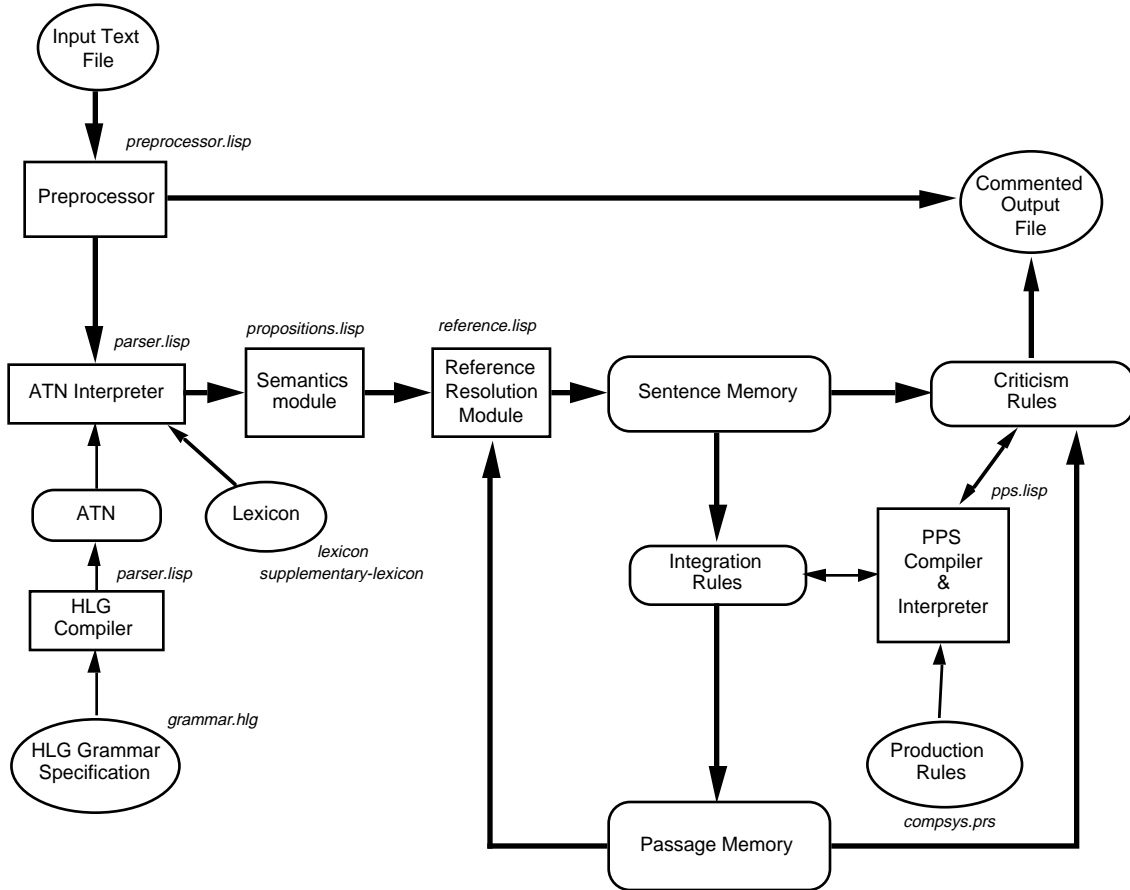 Input Text
File
preprocessor.lisp
Preprocessor
Commented
Output
File
parser.lisp
propositions.lisp
reference.lisp
ATN Interpreter
Semantics
module
Reference
Resolution
Module
Sentence Memory
Criticism
Rules
pps.lisp
ATN
Lexicon
lexicon
supplementary-lexicon
parser.lisp
HLG
Compiler
Integration
Rules
PPS
Compiler
&
Interpreter
grammar.hlg
HLG Grammar
Specification
Production
Rules
compsys.prs
Passage Memory